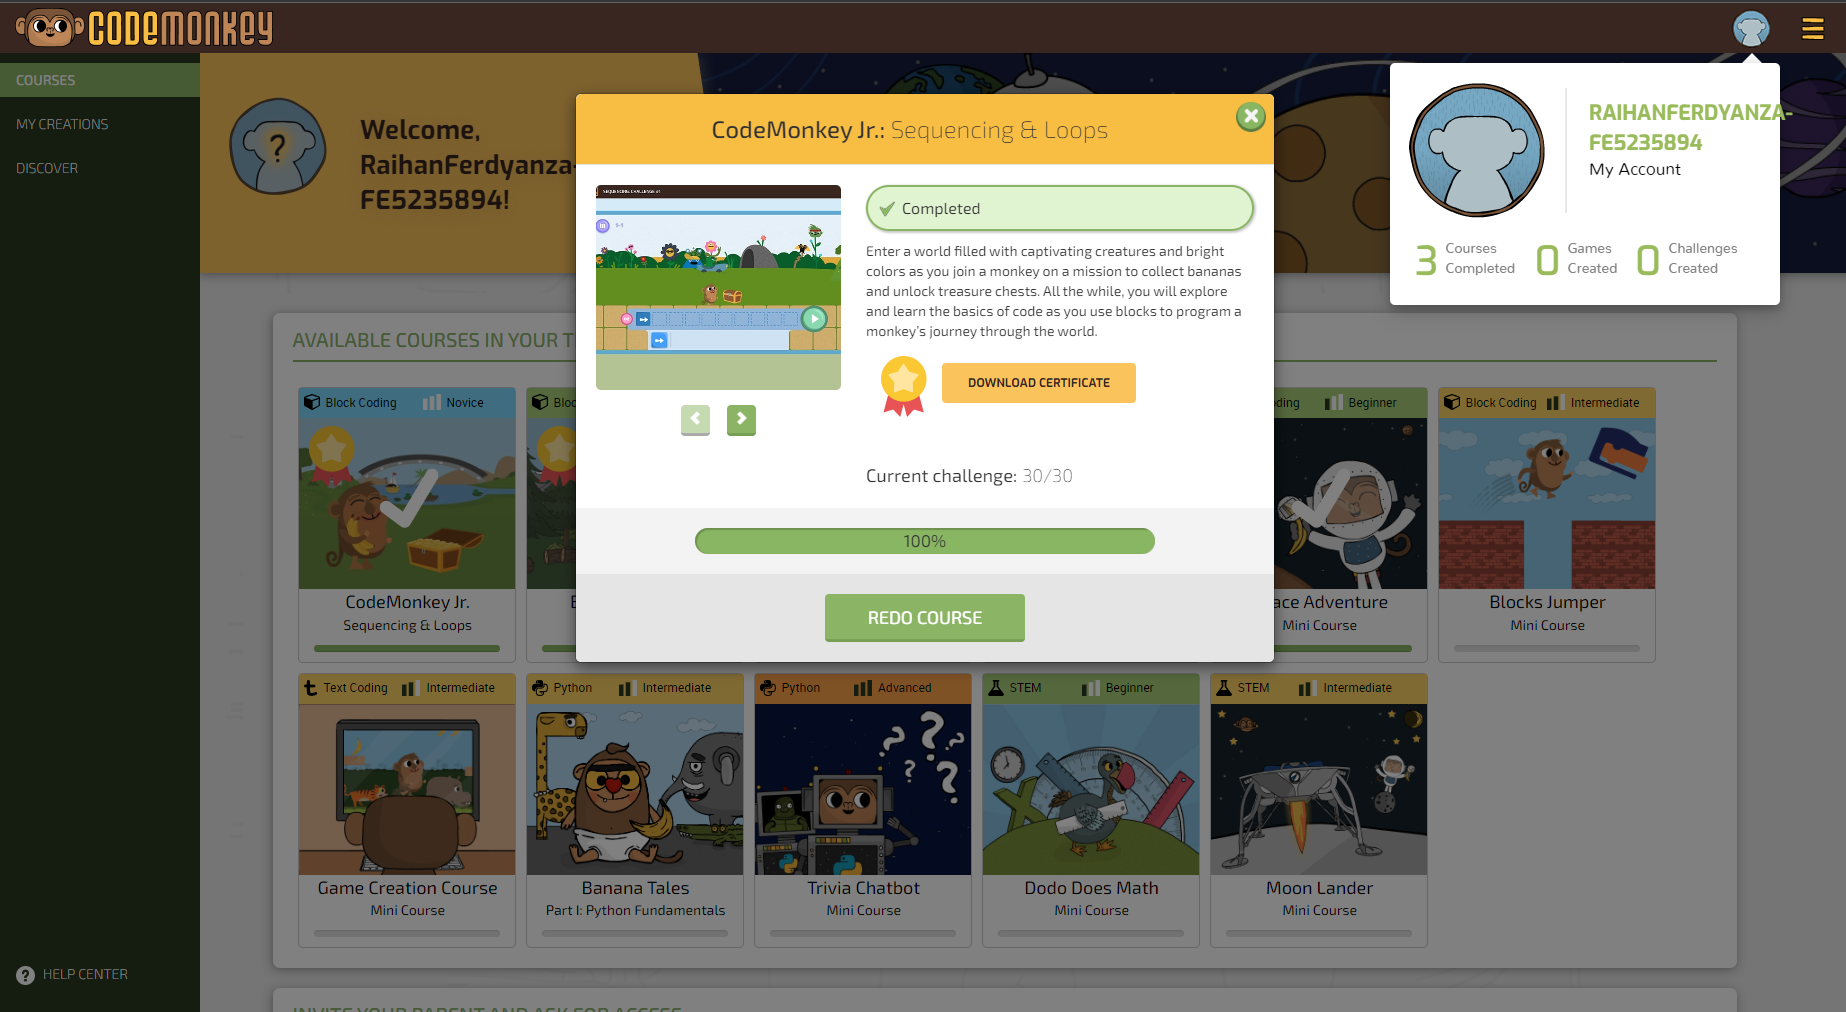 CODEMONKEY
COURSES
MY CREATIONS
DISCOVER
HELP CENTER
Welcome,
RaihanFerdyanza-
FE5235894!
RAIHANFERDYANZA-
FE5235894
My Account
3 Courses Completed
0 Games Created
0 Challenges Created
CodeMonkey Jr.: Sequencing & Loops
Completed
Enter a world filled with captivating creatures and bright
colors as you join a monkey on a mission to collect bananas
and unlock treasure chests. All the while, you will explore
and learn the basics of code as you use blocks to program a
monkey's journey through the world.
DOWNLOAD CERTIFICATE
Current challenge: 30/30
100%
REDO COURSE
AVAILABLE COURSES IN YOUR T
Block Coding Novice
CodeMonkey Jr.
Sequencing & Loops
Bloc
ding Beginner
ace Adventure
Mini Course
Block Coding Intermediate
Blocks Jumper
Mini Course
Text Coding Intermediate
Game Creation Course
Mini Course
Python Intermediate
Banana Tales
Part I: Python Fundamentals
Python Advanced
Trivia Chatbot
Mini Course
STEM Beginner
Dodo Does Math
Mini Course
STEM Intermediate
Moon Lander
Mini Course
INVITE YOUR PARENT AND ASK FOR ACCESS